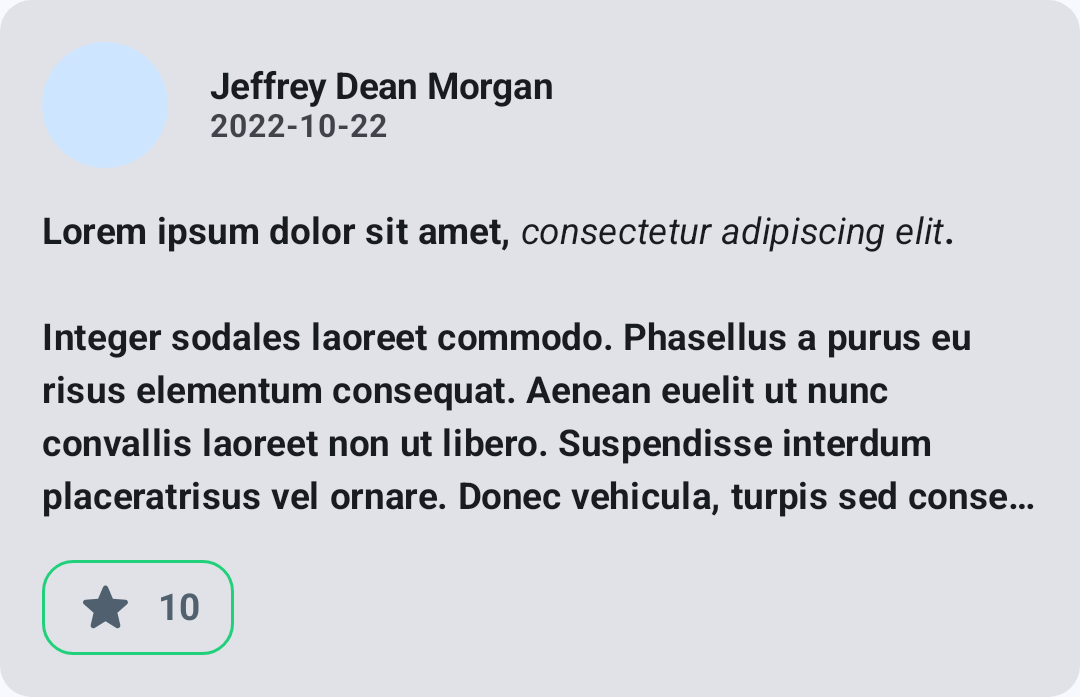 Jeffrey Dean Morgan
2022-10-22
Lorem ipsum dolor sit amet, consectetur adipiscing elit.
Integer sodales laoreet commodo. Phasellus a purus eu
risus elementum consequat. Aenean euelit ut nunc
convallis laoreet non ut libero. Suspendisse interdum
placeratrisus vel ornare. Donec vehicula, turpis sed conse…
10